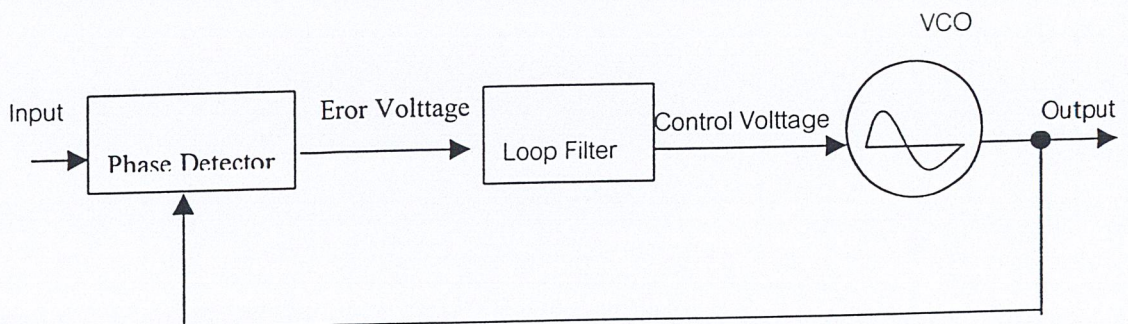 VCO
Input
Eror Volttage
Control Volttage
Output
Phase Detector
Loop Filter